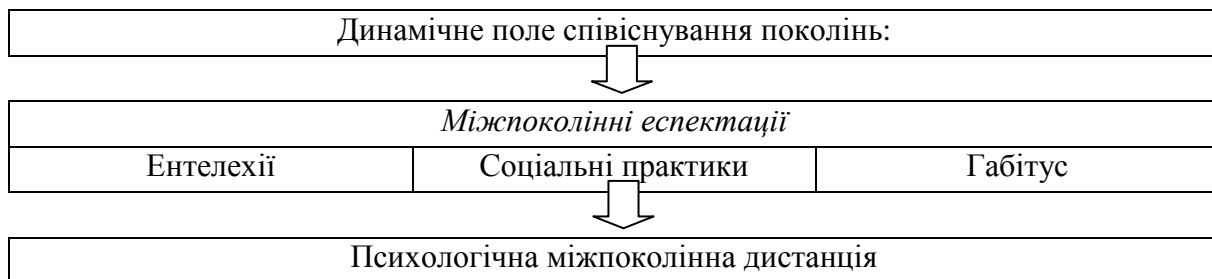 Динамічне поле співіснування поколінь:
Міжпоколінні еспектації
Ентелехії Соціальні практики Габітус
Психологічна міжпоколінна дистанція